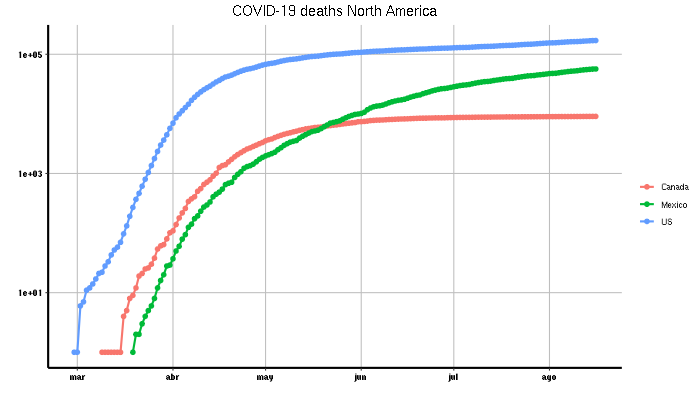 COVID-19 deaths North America
1e+05
1e+03
1e+01
mar abr may jun jul ago
Canada
Mexico
US